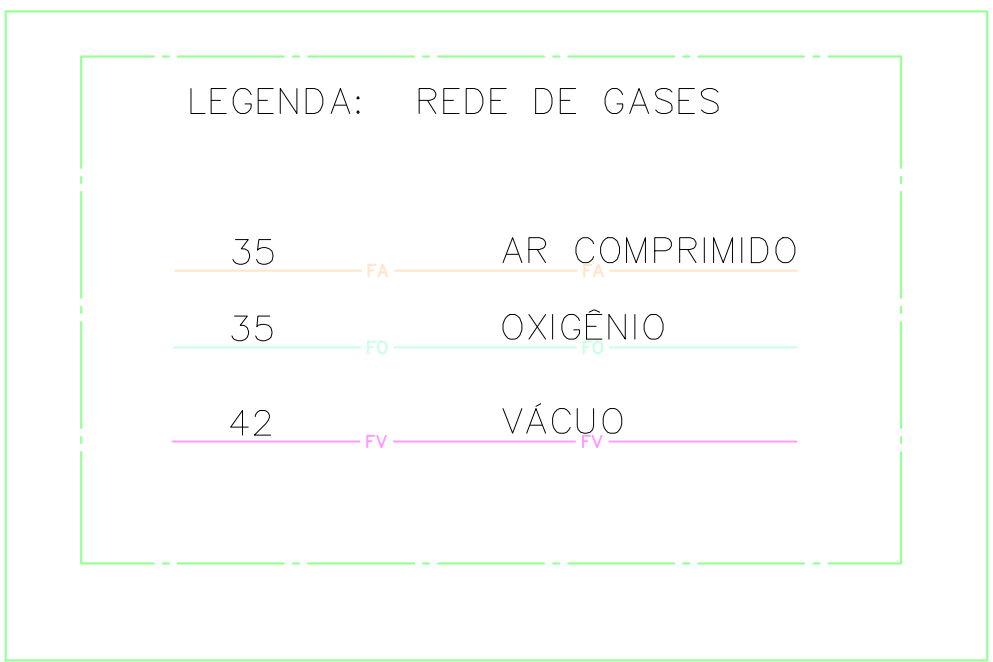 LEGENDA: REDE DE GASES
35 AR COMPRIMIDO
FA FA
35 OXIGÊNIO
FO FO
42 VÁCUO
FV FV